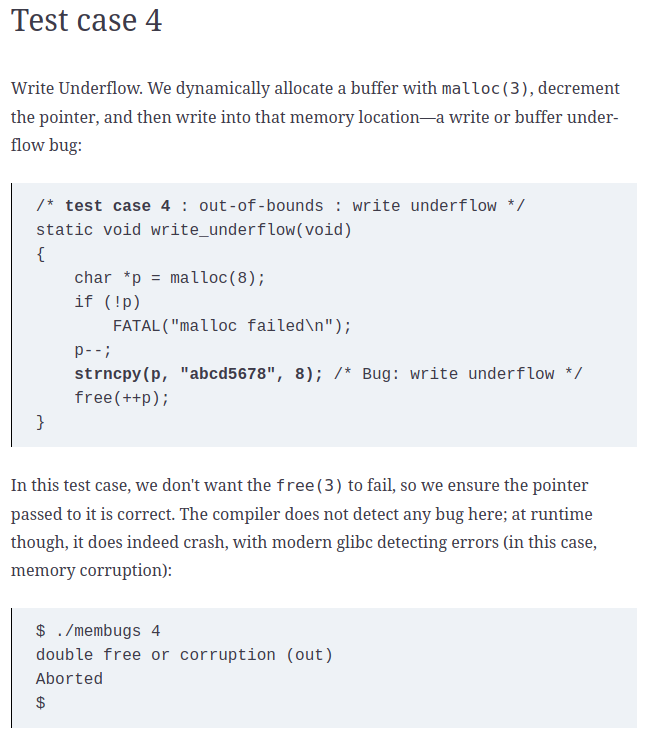 Test case 4
Write Underflow. We dynamically allocate a buffer with malloc(3), decrement
the pointer, and then write into that memory location—a write or buffer under-
flow bug:
/* test case 4 : out-of-bounds : write underflow */
static void write_underflow(void)
{
    char *p = malloc(8);
    if (!p)
        FATAL("malloc failed\n");
    p--;
    strncpy(p, "abcd5678", 8); /* Bug: write underflow */
    free(++p);
}
In this test case, we don't want the free(3) to fail, so we ensure the pointer
passed to it is correct. The compiler does not detect any bug here; at runtime
though, it does indeed crash, with modern glibc detecting errors (in this case,
memory corruption):
$ ./membugs 4
double free or corruption (out)
Aborted
$